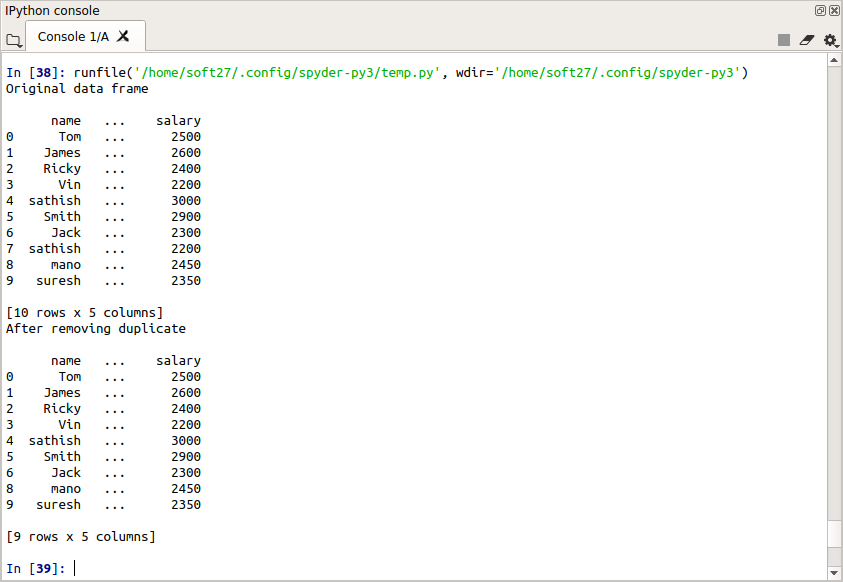 IPython console
Console 1/A
In [38]: runfile('/home/soft27/.config/spyder-py3/temp.py', wdir='/home/soft27/.config/spyder-py3')
Original data frame
      name   ...    salary
0      Tom   ...      2500
1    James   ...      2600
2    Ricky   ...      2400
3      Vin   ...      2200
4  sathish   ...      3000
5    Smith   ...      2900
6     Jack   ...      2300
7  sathish   ...      2200
8     mano   ...      2450
9   suresh   ...      2350
[10 rows x 5 columns]
After removing duplicate
      name   ...    salary
0      Tom   ...      2500
1    James   ...      2600
2    Ricky   ...      2400
3      Vin   ...      2200
4  sathish   ...      3000
5    Smith   ...      2900
6     Jack   ...      2300
8     mano   ...      2450
9   suresh   ...      2350
[9 rows x 5 columns]
In [39]: